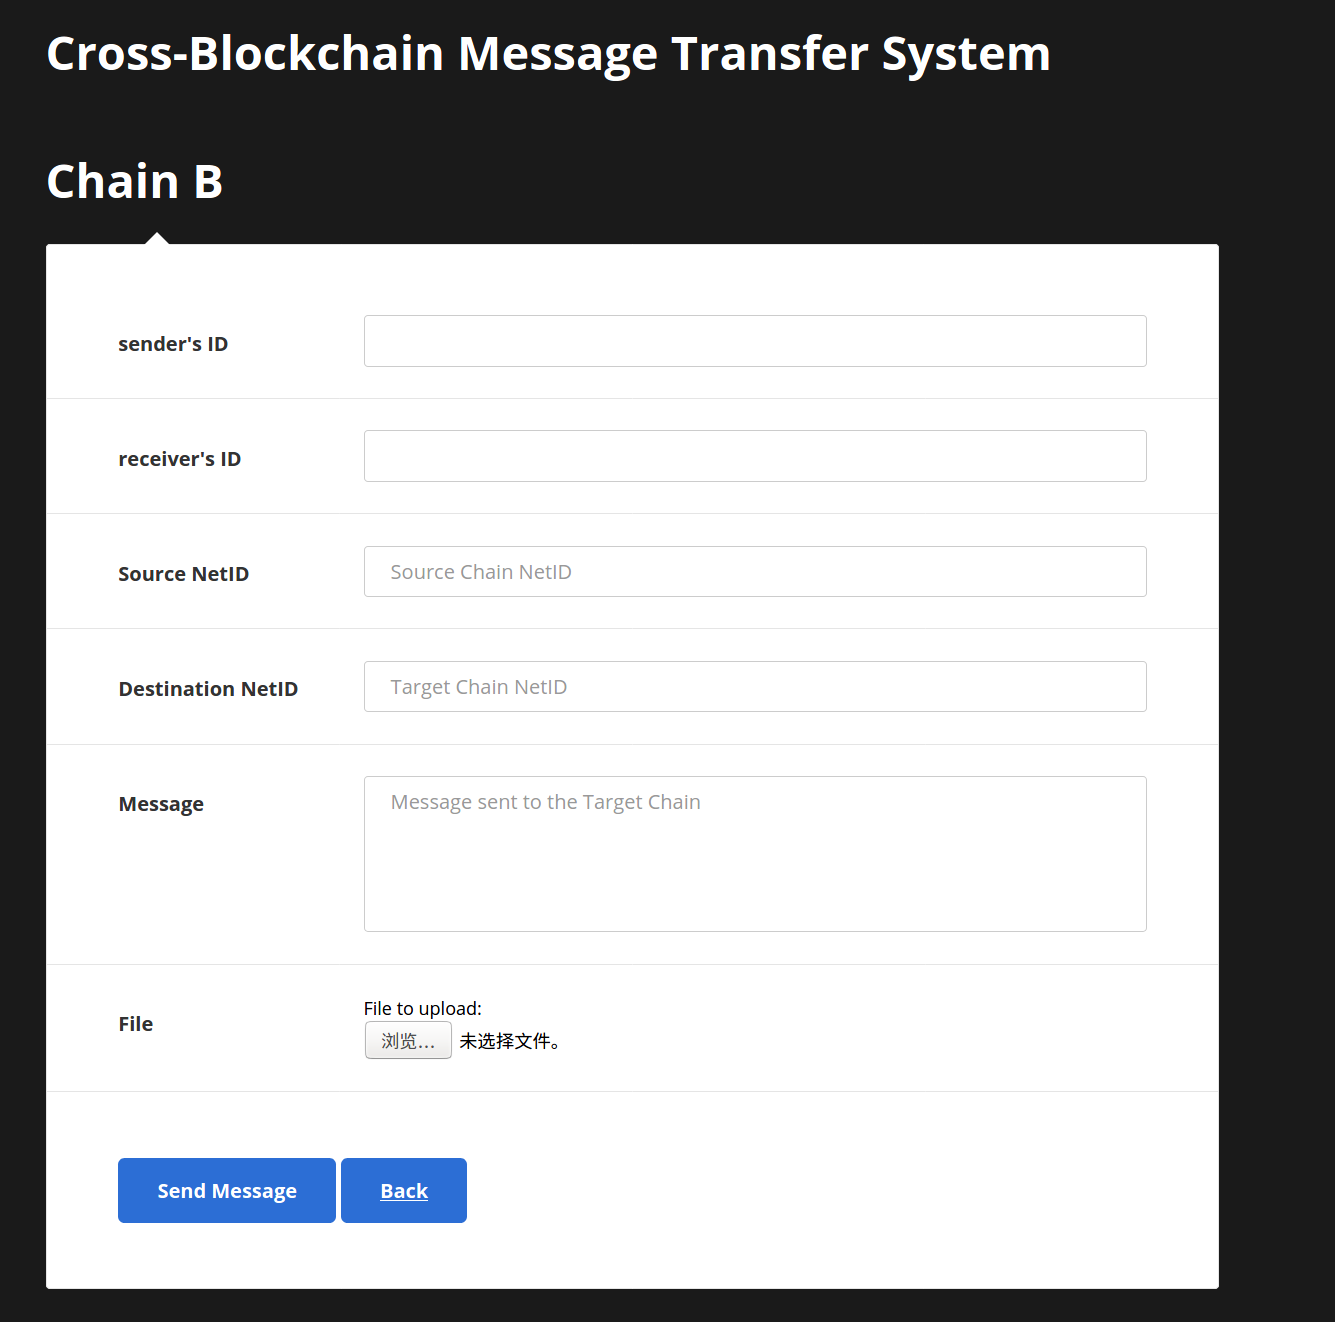 Cross-Blockchain Message Transfer System
Chain B
sender's ID
receiver's ID
Source NetID
Source Chain NetID
Destination NetID
Target Chain NetID
Message
Message sent to the Target Chain
File
File to upload:
浏览… 未选择文件。
Send Message Back